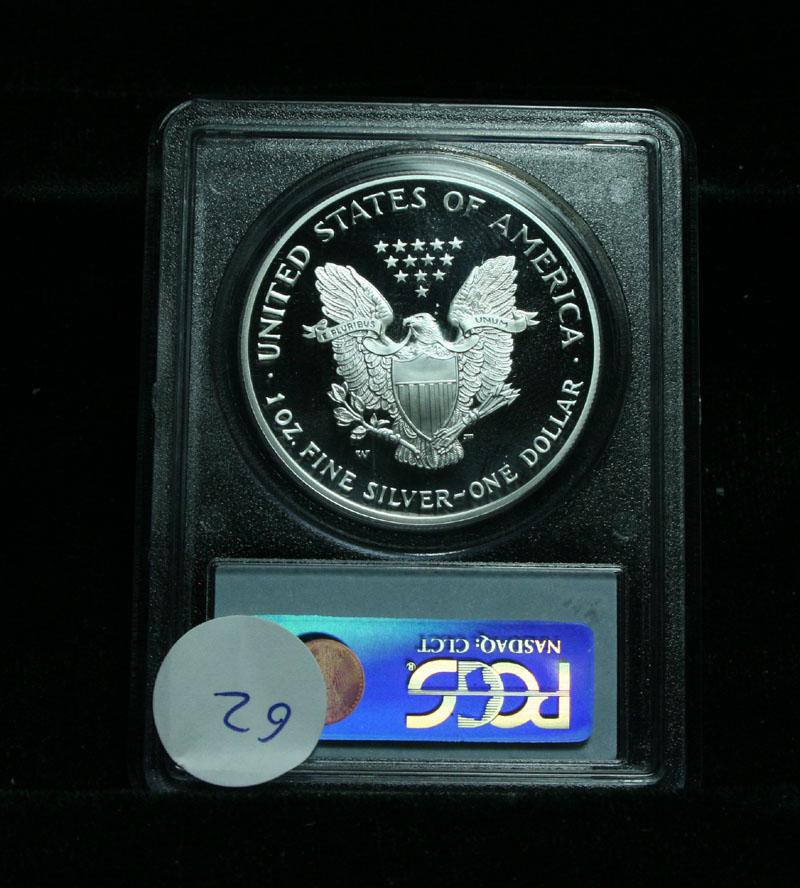 UNITED STATES OF AMERICA
E PLURIBUS UNUM
W
· 1 OZ. FINE SILVER~ONE DOLLAR ·
NASDAQ: CLCT
PCGS®
62